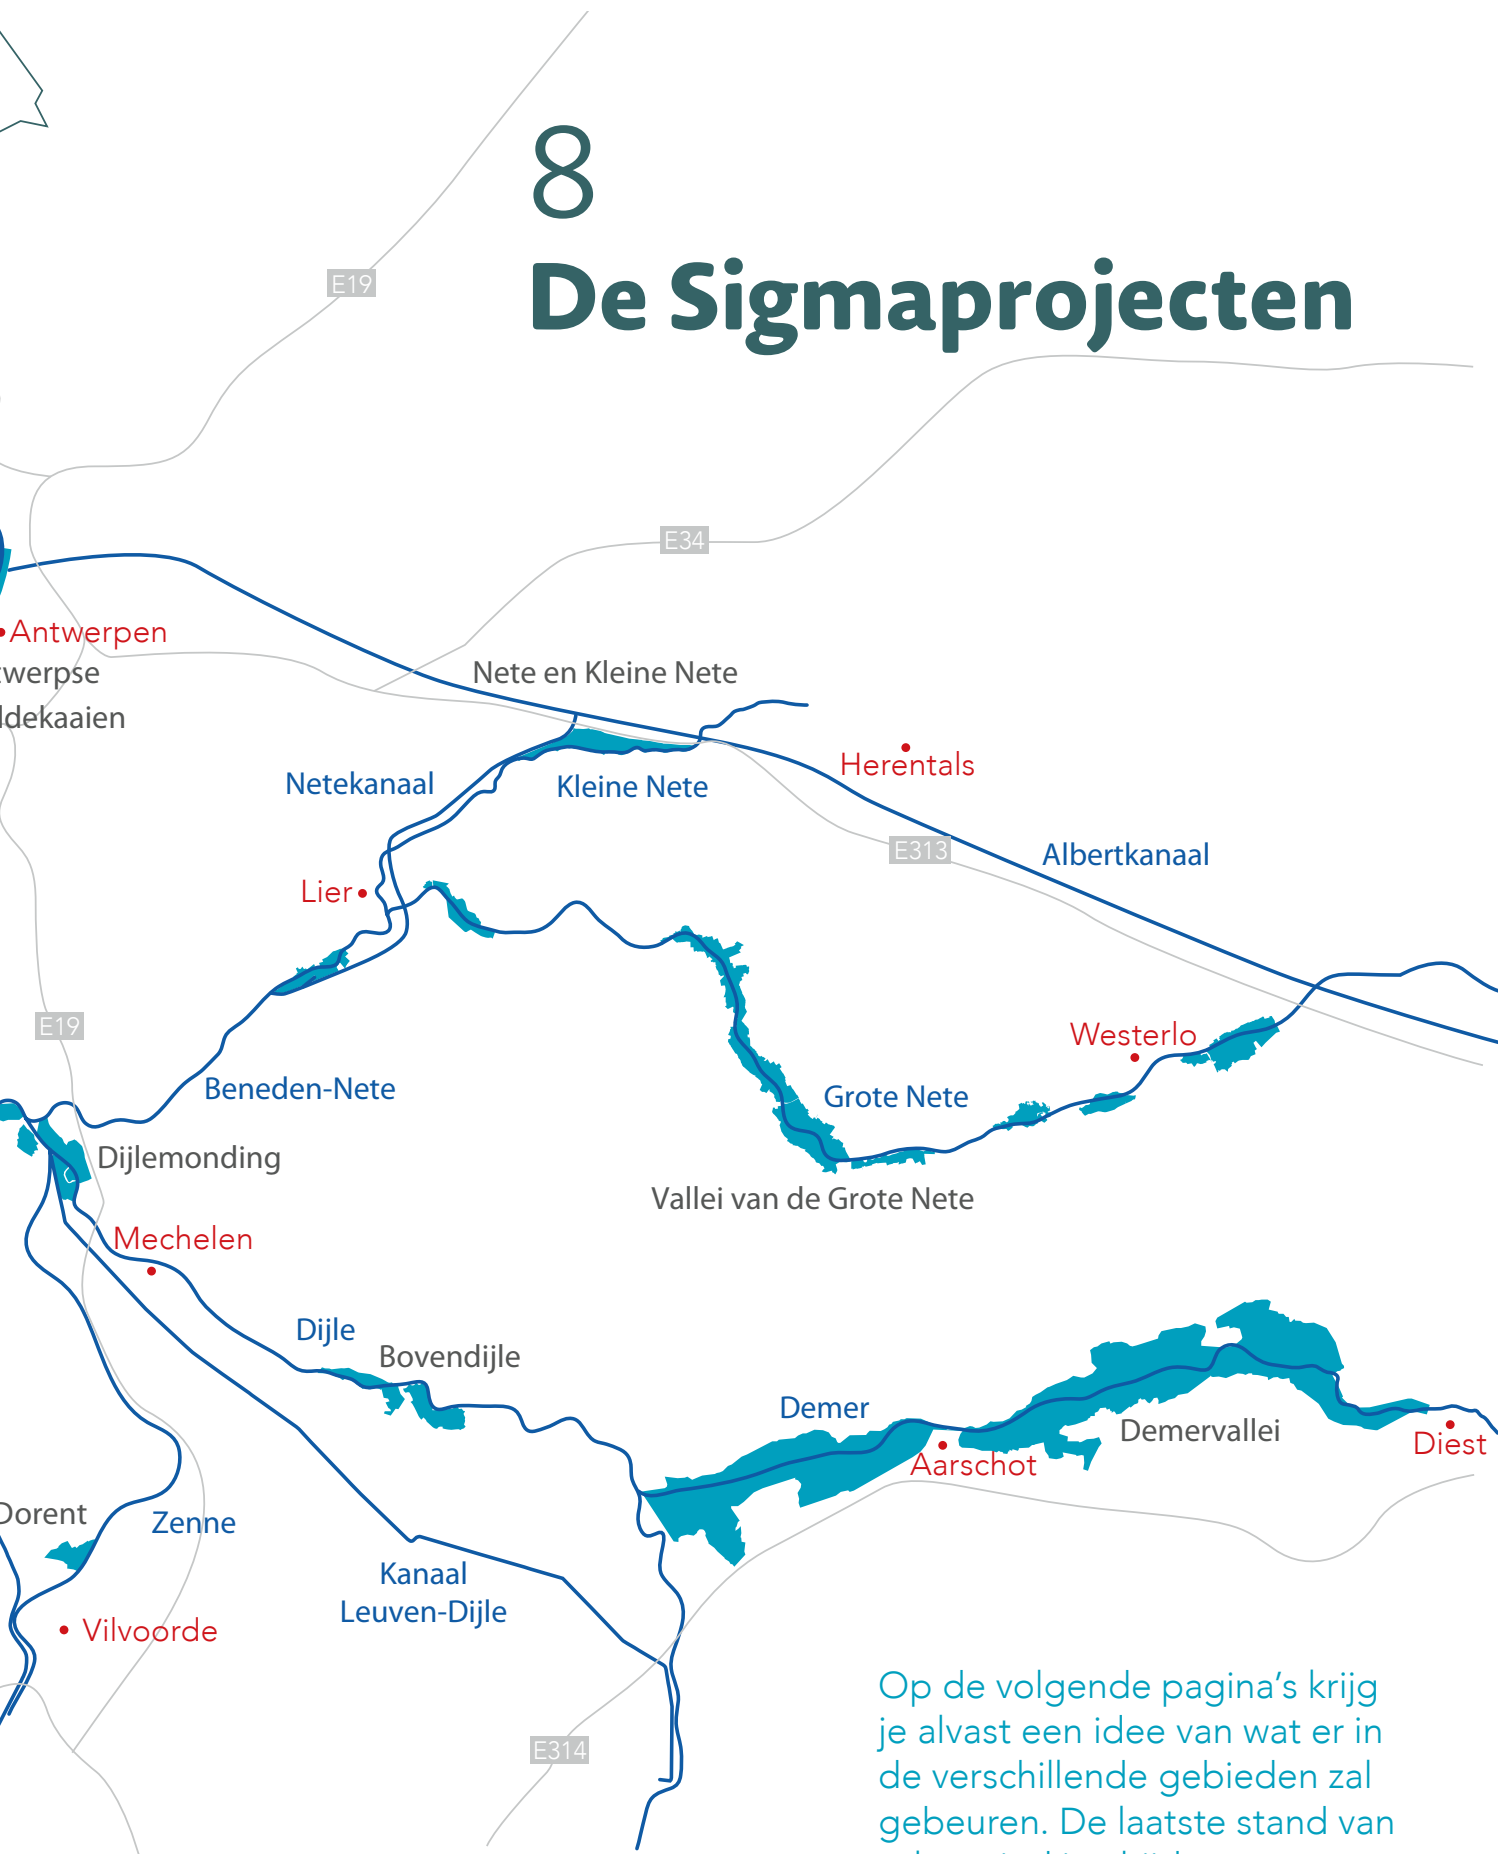 8
De Sigmaprojecten
E19
E34
Antwerpen
Nete en Kleine Nete
Herentals
Netekanaal
Kleine Nete
E313
Albertkanaal
Lier
E19
Westerlo
Beneden-Nete
Grote Nete
Dijlemonding
Vallei van de Grote Nete
Mechelen
Dijle
Bovendijle
Demer
Demervallei
Diest
Aarschot
Dorent
Zenne
Kanaal
Leuven-Dijle
Vilvoorde
E314
Op de volgende pagina's krijg
je alvast een idee van wat er in
de verschillende gebieden zal
gebeuren. De laatste stand van